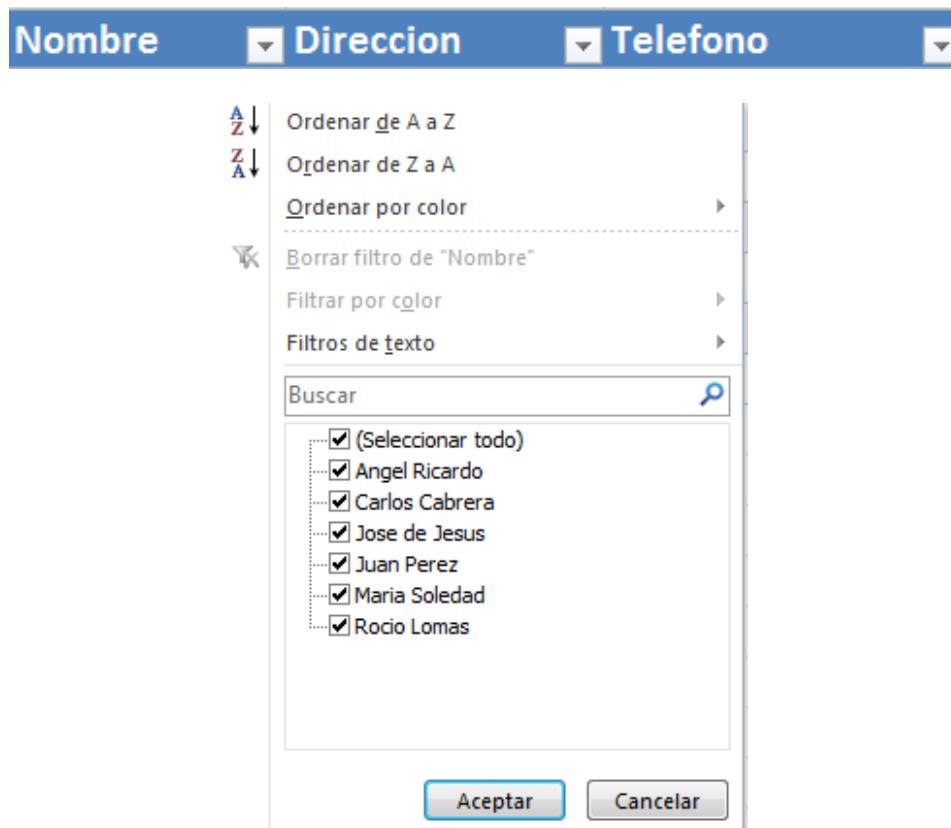 Nombre Direccion Telefono
Ordenar de A a Z
Ordenar de Z a A
Ordenar por color
Borrar filtro de "Nombre"
Filtrar por color
Filtros de texto
Buscar
(Seleccionar todo)
Angel Ricardo
Carlos Cabrera
Jose de Jesus
Juan Perez
Maria Soledad
Rocio Lomas
Aceptar Cancelar